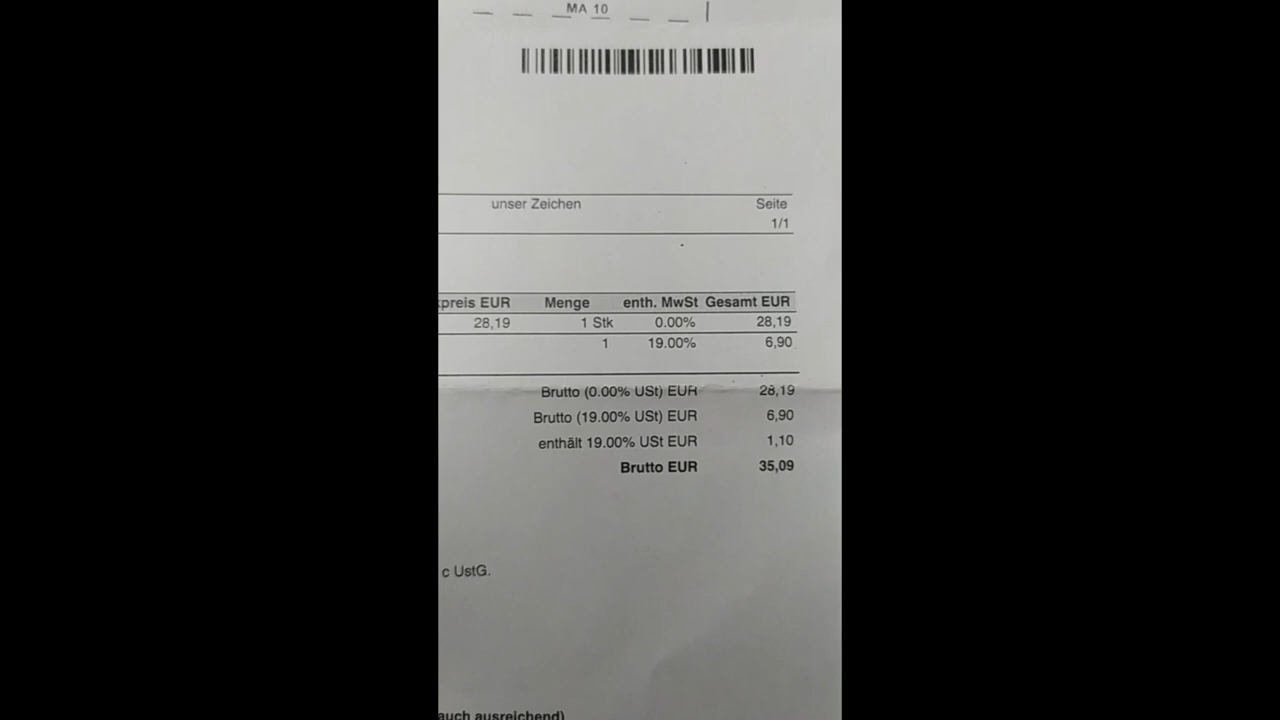 MA 10
unser Zeichen Seite
1/1
preis EUR Menge enth. MwSt Gesamt EUR
28,19 1 Stk 0.00% 28,19
1 19.00% 6,90
Brutto (0.00% USt) EUR 28,19
Brutto (19.00% USt) EUR 6,90
enthält 19.00% USt EUR 1,10
Brutto EUR 35,09
c UstG.
auch ausreichend)